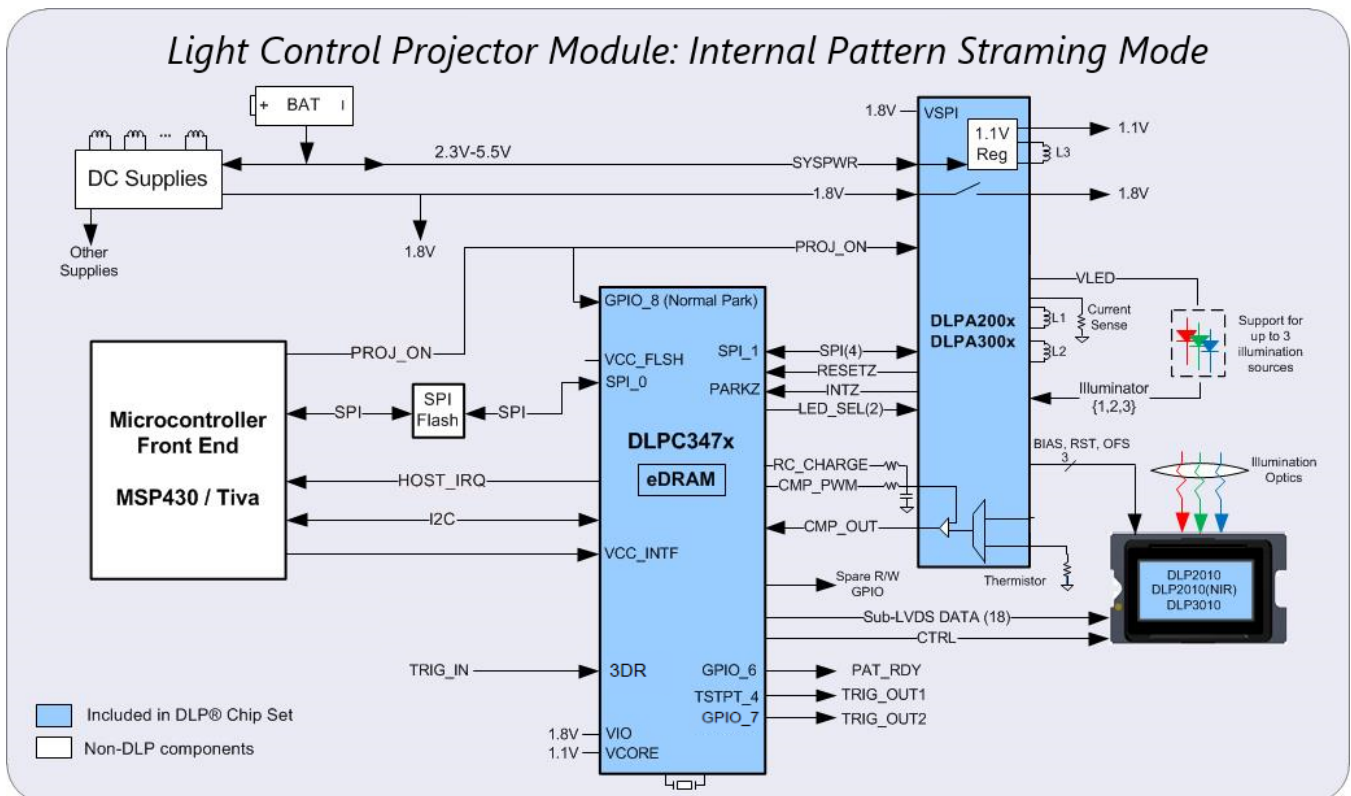 Light Control Projector Module: Internal Pattern Straming Mode
+ BAT I
1.8V
VSPI
1.1V
Reg
1.1V
L3
2.3V-5.5V
SYSPWR
DC Supplies
...
1.8V
1.8V
Other
Supplies
1.8V
PROJ_ON
GPIO_8 (Normal Park)
VLED
DLPA200x
DLPA300x
Current
Sense
L1
L2
Support for
up to 3
illumination
sources
PROJ_ON
VCC_FLSH
SPI_0
SPI_1
SPI(4)
RESETZ
PARKZ
INTZ
LED_SEL(2)
Illuminator
{1,2,3}
Microcontroller
Front End
MSP430 / Tiva
SPI
SPI
Flash
SPI
DLPC347x
eDRAM
RC_CHARGE
CMP_PWM
CMP_OUT
BIAS, RST, OFS
3
Illumination
Optics
HOST_IRQ
I2C
VCC_INTF
Thermistor
Spare R/W
GPIO
DLP2010
DLP2010(NIR)
DLP3010
Sub-LVDS DATA (18)
CTRL
TRIG_IN
3DR
GPIO_6
PAT_RDY
TSTPT_4
TRIG_OUT1
GPIO_7
TRIG_OUT2
Included in DLP® Chip Set
Non-DLP components
1.8V
VIO
1.1V
VCORE